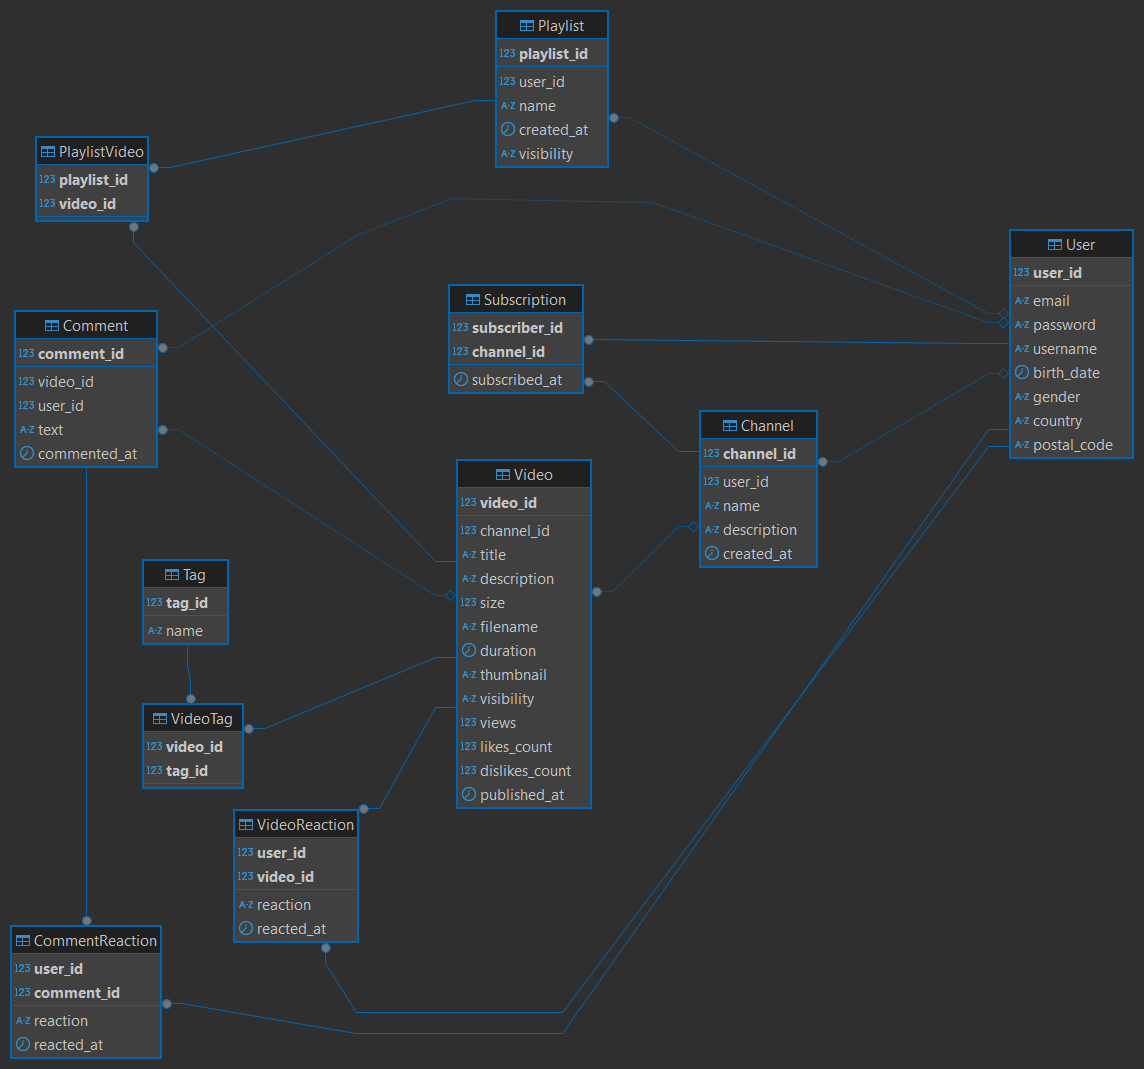 Playlist
123 playlist_id
123 user_id
A-Z name
created_at
A-Z visibility
PlaylistVideo
123 playlist_id
123 video_id
User
123 user_id
A-Z email
A-Z password
A-Z username
birth_date
A-Z gender
A-Z country
A-Z postal_code
Subscription
123 subscriber_id
123 channel_id
subscribed_at
Comment
123 comment_id
123 video_id
123 user_id
A-Z text
commented_at
Channel
123 channel_id
123 user_id
A-Z name
A-Z description
created_at
Video
123 video_id
123 channel_id
A-Z title
A-Z description
123 size
A-Z filename
duration
A-Z thumbnail
A-Z visibility
123 views
123 likes_count
123 dislikes_count
published_at
Tag
123 tag_id
A-Z name
VideoTag
123 video_id
123 tag_id
VideoReaction
123 user_id
123 video_id
A-Z reaction
reacted_at
CommentReaction
123 user_id
123 comment_id
A-Z reaction
reacted_at